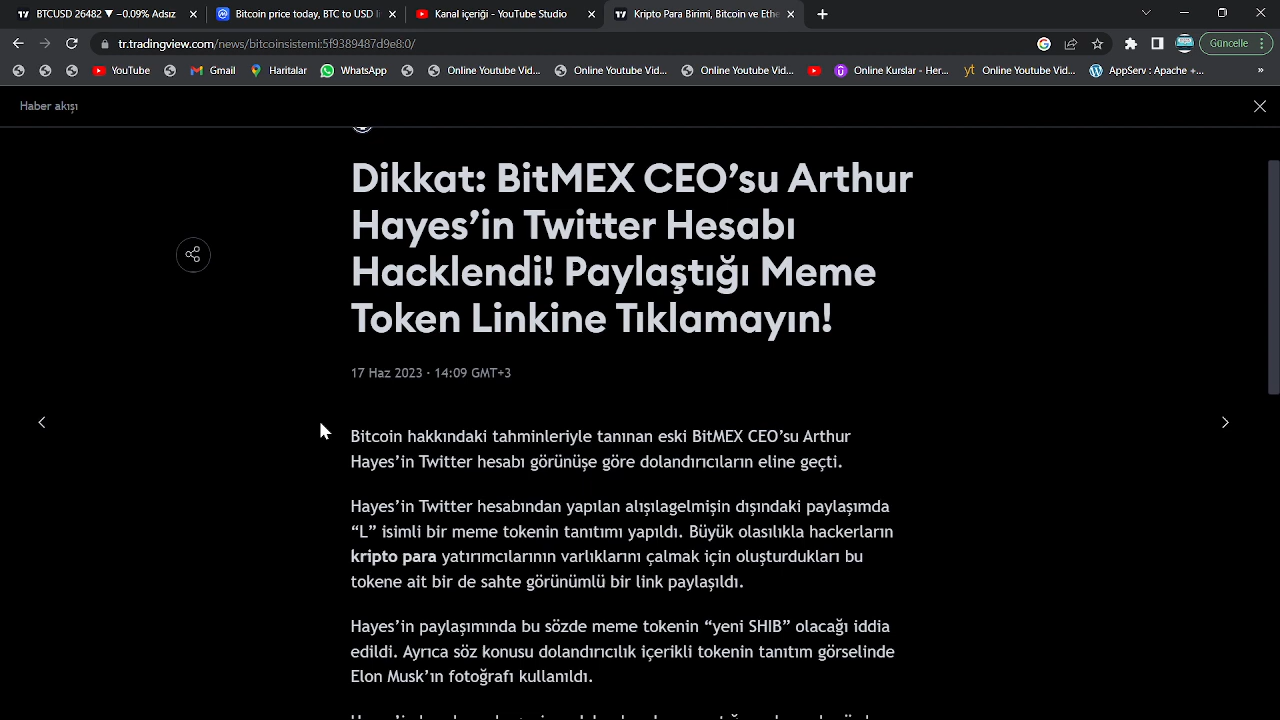 BTCUSD 26482 ▼ −0.09% Adsız
Bitcoin price today, BTC to USD li
Kanal içeriği - YouTube Studio
Kripto Para Birimi, Bitcoin ve Ethe
tr.tradingview.com/news/bitcoinsistemi:5f9389487d9e8:0/
Güncelle
YouTube
Gmail
Haritalar
WhatsApp
Online Youtube Vid...
Online Youtube Vid...
Online Youtube Vid...
Online Kurslar - Her...
yt Online Youtube Vid...
AppServ : Apache +...
»
Haber akışı
Dikkat: BitMEX CEO’su Arthur
Hayes’in Twitter Hesabı
Hacklendi! Paylaştığı Meme
Token Linkine Tıklamayın!
17 Haz 2023 · 14:09 GMT+3
Bitcoin hakkındaki tahminleriyle tanınan eski BitMEX CEO’su Arthur
Hayes’in Twitter hesabı görünüşe göre dolandırıcıların eline geçti.
Hayes’in Twitter hesabından yapılan alışılagelmişin dışındaki paylaşımda
“L” isimli bir meme tokenin tanıtımı yapıldı. Büyük olasılıkla hackerların
kripto para yatırımcılarının varlıklarını çalmak için oluşturdukları bu
tokene ait bir de sahte görünümlü bir link paylaşıldı.
Hayes’in paylaşımında bu sözde meme tokenin “yeni SHIB” olacağı iddia
edildi. Ayrıca söz konusu dolandırıcılık içerikli tokenin tanıtım görselinde
Elon Musk’ın fotoğrafı kullanıldı.